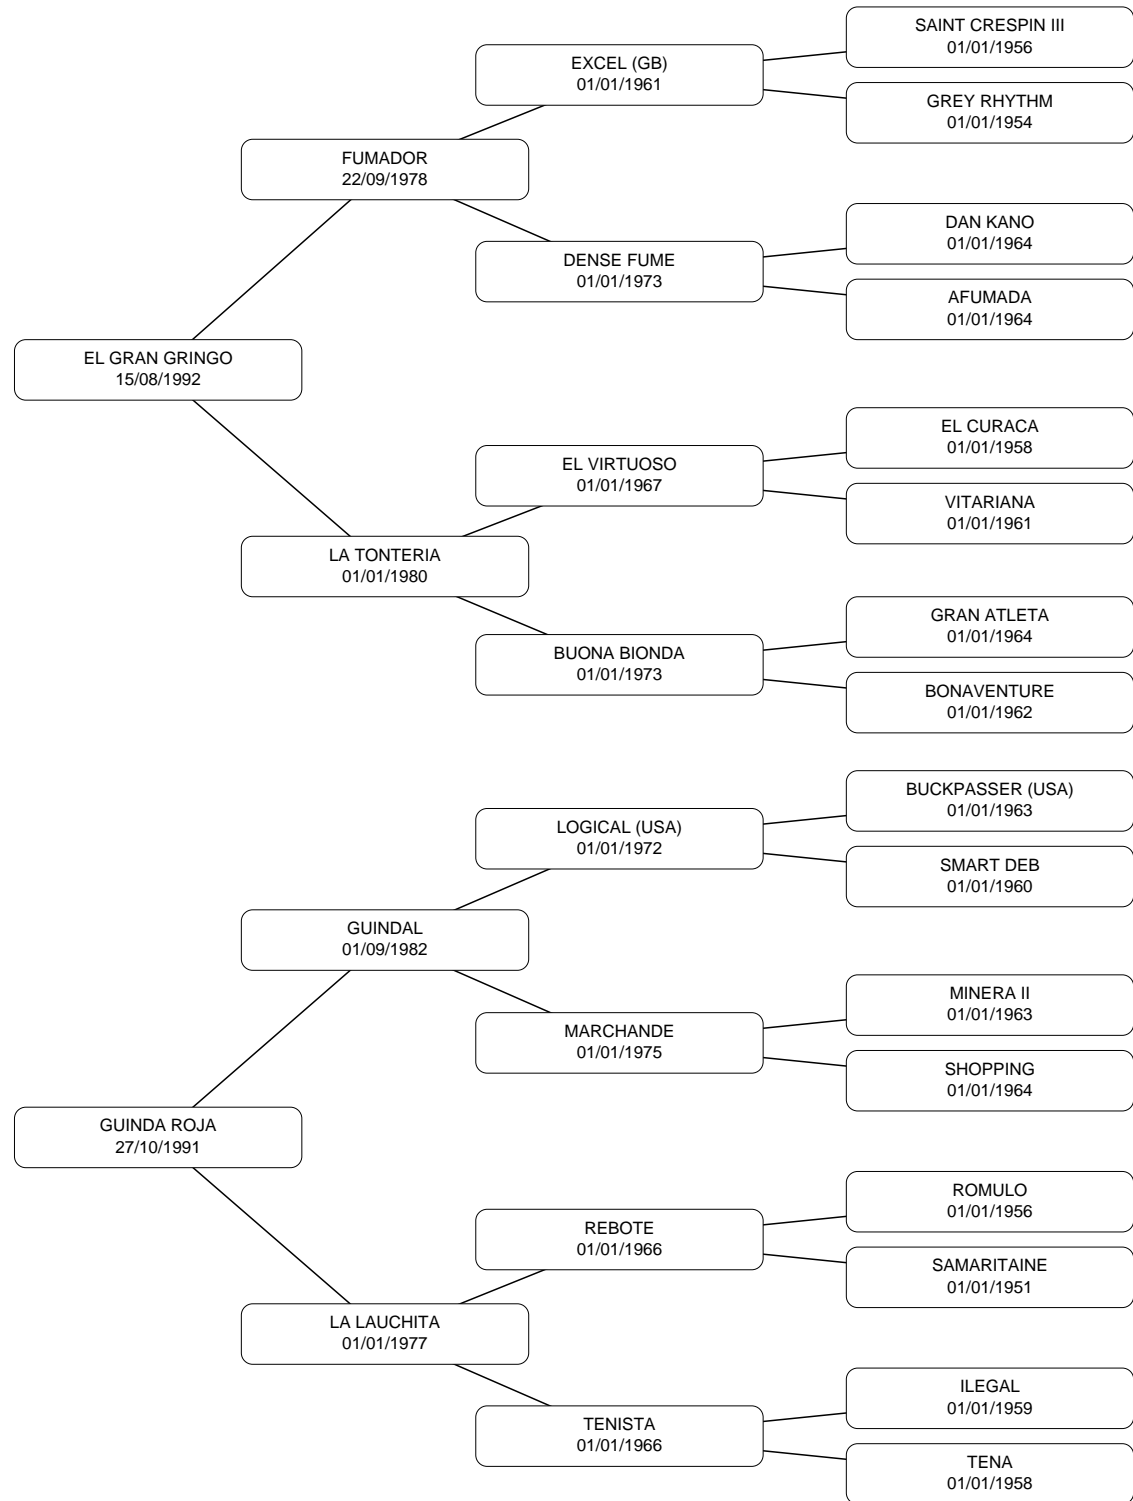 SAINT CRESPIN III
01/01/1956
EXCEL (GB)
01/01/1961
GREY RHYTHM
01/01/1954
FUMADOR
22/09/1978
DAN KANO
01/01/1964
DENSE FUME
01/01/1973
AFUMADA
01/01/1964
EL GRAN GRINGO
15/08/1992
EL CURACA
01/01/1958
EL VIRTUOSO
01/01/1967
VITARIANA
01/01/1961
LA TONTERIA
01/01/1980
GRAN ATLETA
01/01/1964
BUONA BIONDA
01/01/1973
BONAVENTURE
01/01/1962
BUCKPASSER (USA)
01/01/1963
LOGICAL (USA)
01/01/1972
SMART DEB
01/01/1960
GUINDAL
01/09/1982
MINERA II
01/01/1963
MARCHANDE
01/01/1975
SHOPPING
01/01/1964
GUINDA ROJA
27/10/1991
ROMULO
01/01/1956
REBOTE
01/01/1966
SAMARITAINE
01/01/1951
LA LAUCHITA
01/01/1977
ILEGAL
01/01/1959
TENISTA
01/01/1966
TENA
01/01/1958